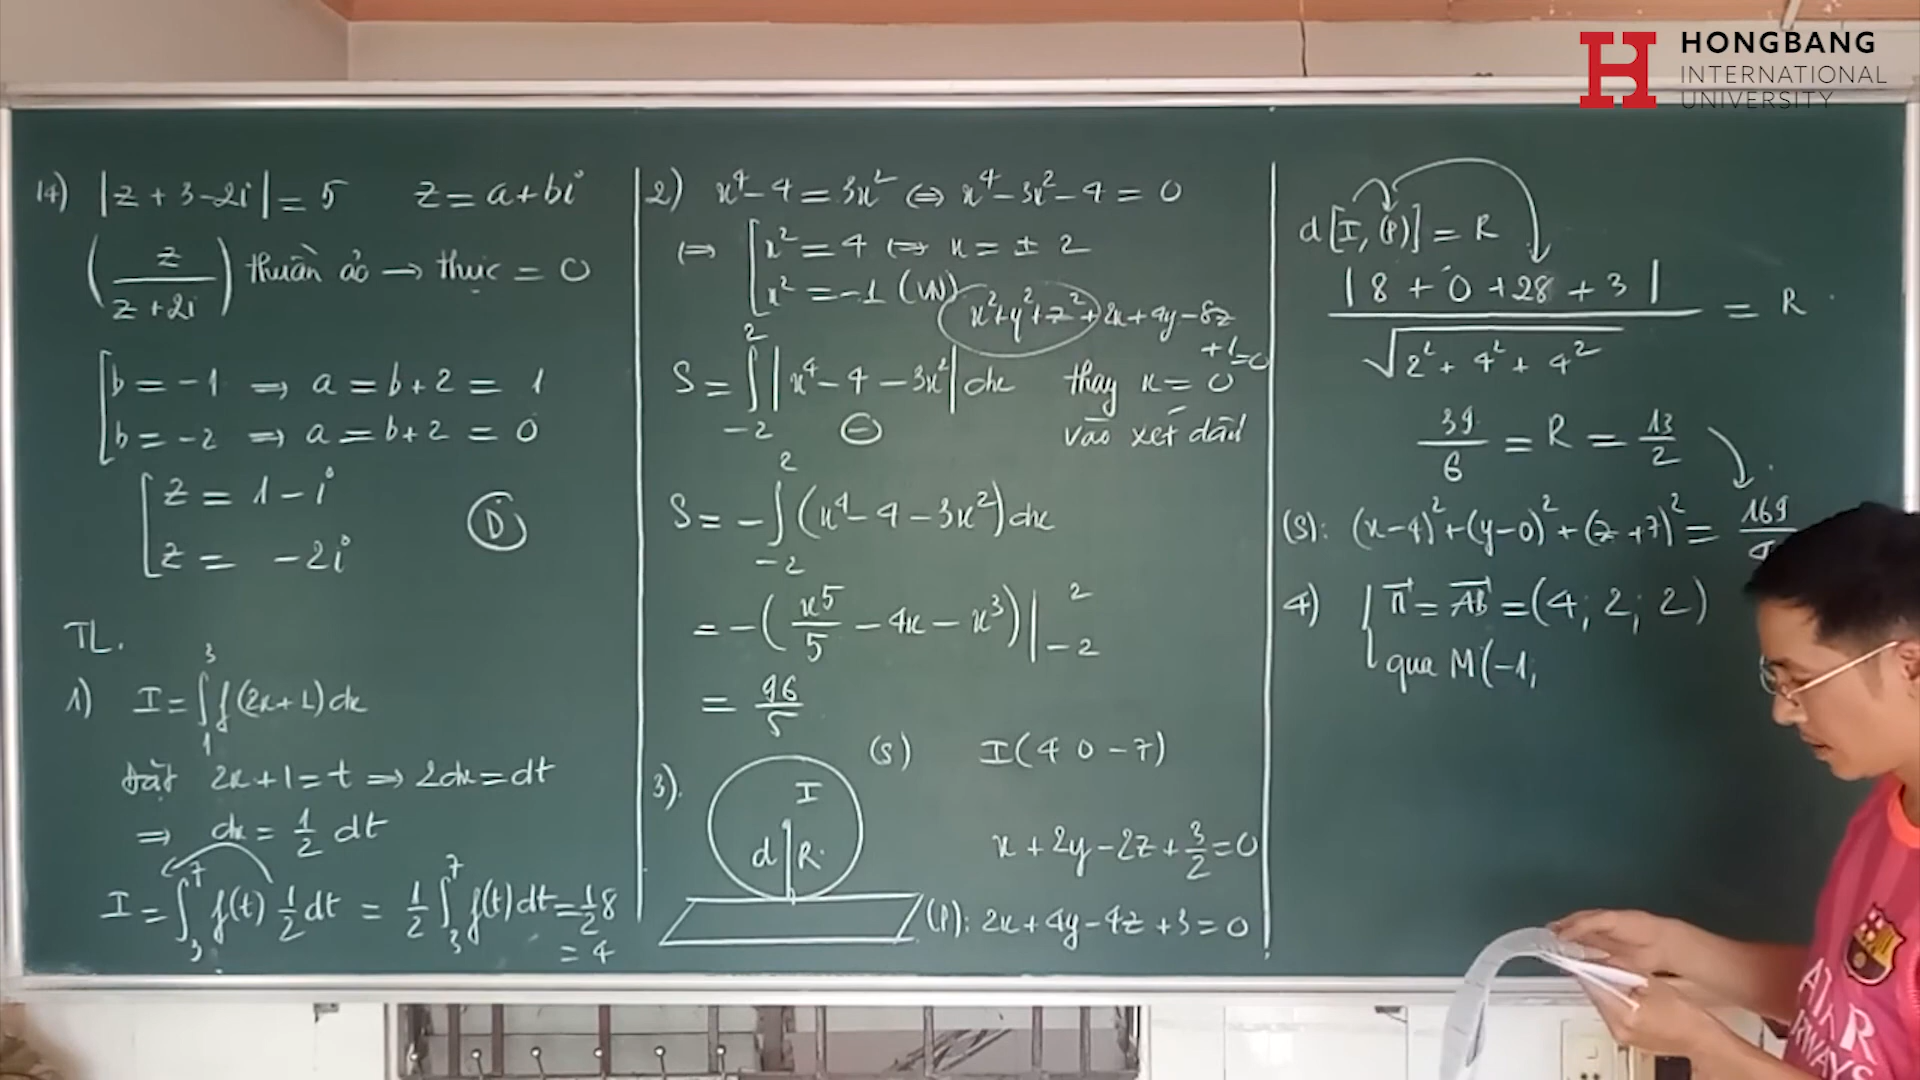 HONGBANG
INTERNATIONAL
UNIVERSITY
14) |z + 3 - 2i| = 5 z = a + bi
(z/(z + 2i)) thuần ảo → thực = 0
[b = -1 ⇒ a = b + 2 = 1
[b = -2 ⇒ a = b + 2 = 0
[z = 1 - i
[z = -2i
D
TL.
1) I = ∫₁³ f(2x + 1) dx
Đặt 2x + 1 = t ⇒ 2dx = dt
⇒ dx = 1/2 dt
I = ∫₃⁷ f(t) 1/2 dt = 1/2 ∫₃⁷ f(t) dt = 1/2 8
= 4
2) x⁴ - 4 = 3x² ⇔ x⁴ - 3x² - 4 = 0
⇔ [x² = 4 ⇔ x = ± 2
[x² = -1 (VN)
x² + y² + z² + 2x + 4y - 8z
+ 1 = 0
S = ∫₋₂² |x⁴ - 4 - 3x²| dx thay x = 0
⊖ vào xét dấu
S = - ∫₋₂² (x⁴ - 4 - 3x²) dx
= - (x⁵/5 - 4x - x³) |₋₂²
= 96/5
3). (S) I(4 0 -7)
I
d R
x + 2y - 2z + 3/2 = 0
(P): 2x + 4y - 4z + 3 = 0
d[I, (P)] = R
|8 + 0 + 28 + 3| / √(2² + 4² + 4²) = R
39/6 = R = 13/2
(S): (x - 4)² + (y - 0)² + (z + 7)² = 169/4
4) { n⃗ = AB⃗ = (4; 2; 2)
qua M(-1;